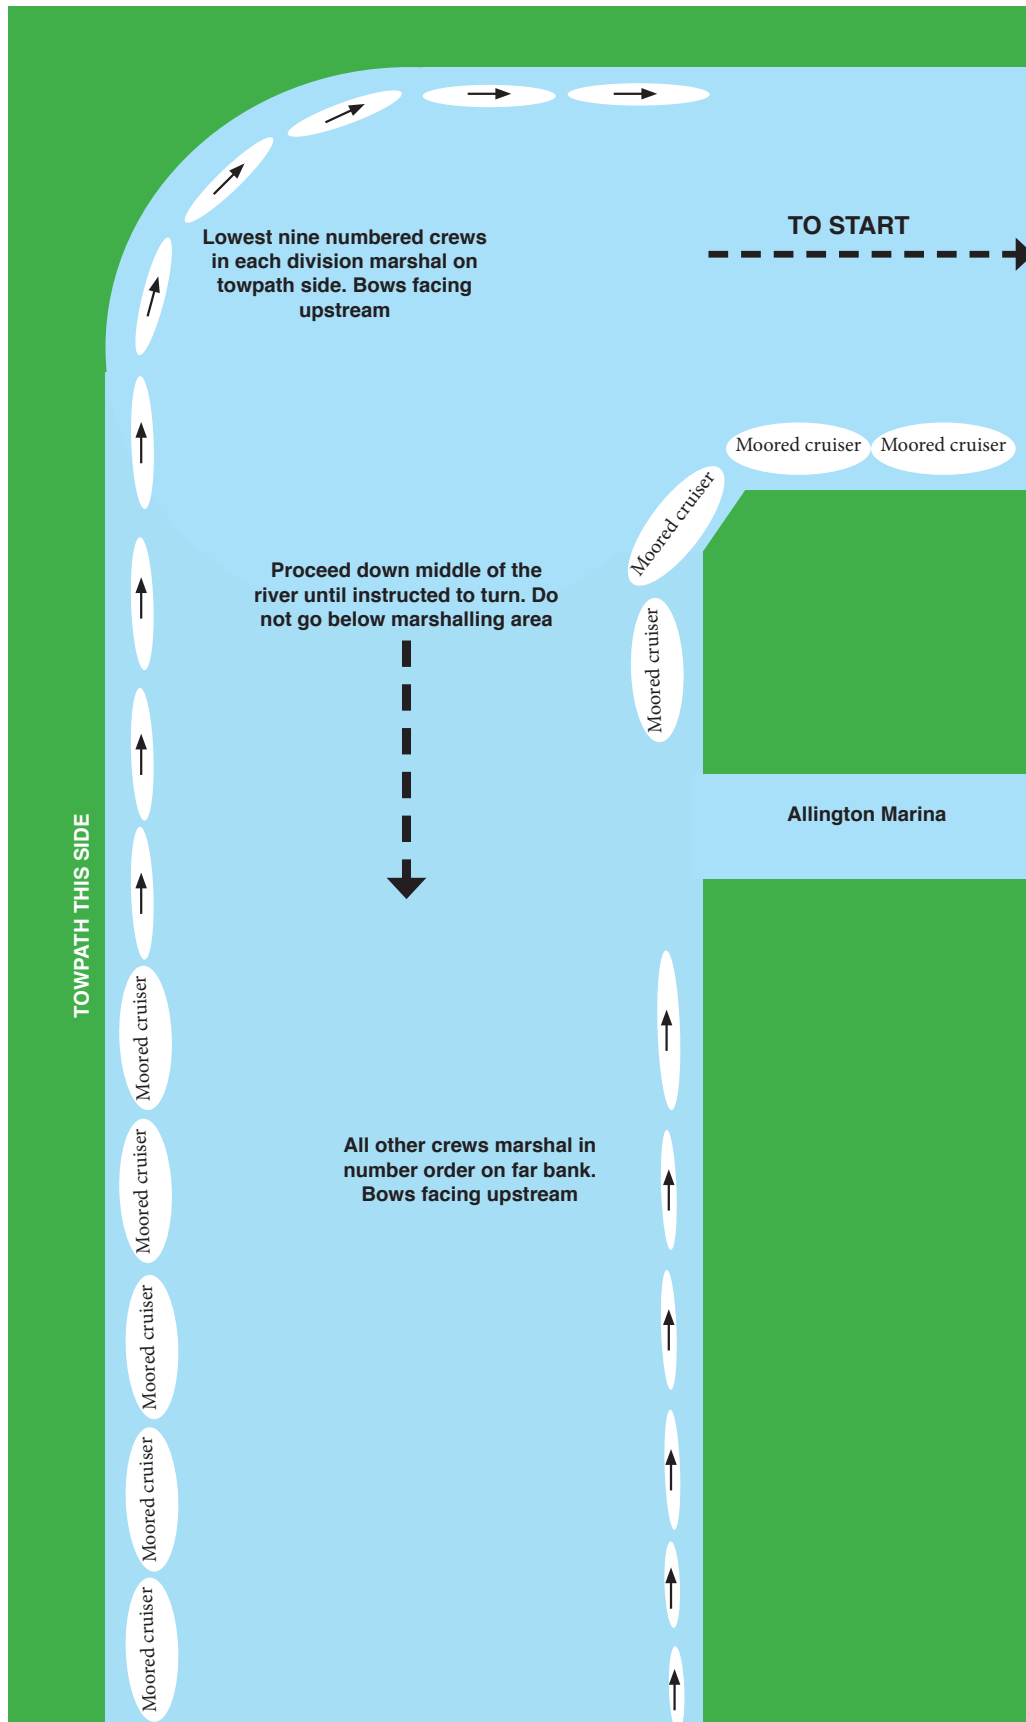 Lowest nine numbered crews
in each division marshal on
towpath side. Bows facing
upstream
TO START
Moored cruiser
Moored cruiser
Moored cruiser
Moored cruiser
Proceed down middle of the
river until instructed to turn. Do
not go below marshalling area
Allington Marina
TOWPATH THIS SIDE
Moored cruiser
Moored cruiser
Moored cruiser
Moored cruiser
Moored cruiser
All other crews marshal in
number order on far bank.
Bows facing upstream